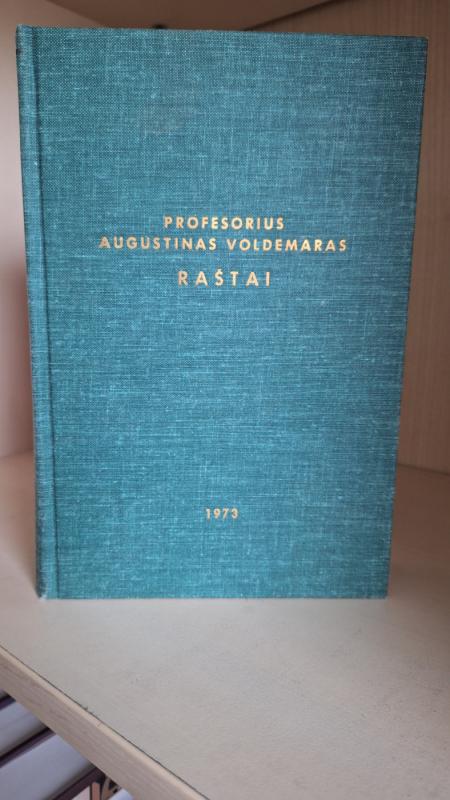 PROFESORIUS
AUGUSTINAS VOLDEMARAS
RAŠTAI
1973